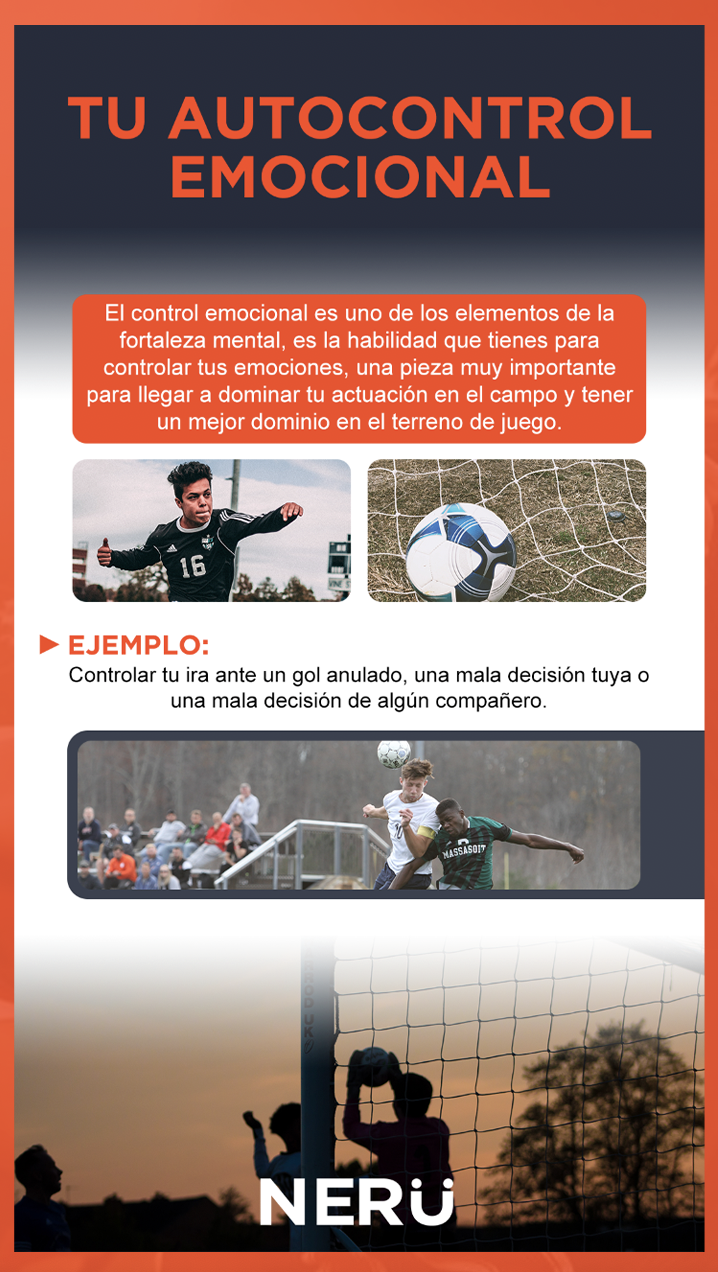 TU AUTOCONTROL
EMOCIONAL
El control emocional es uno de los elementos de la
fortaleza mental, es la habilidad que tienes para
controlar tus emociones, una pieza muy importante
para llegar a dominar tu actuación en el campo y tener
un mejor dominio en el terreno de juego.
16
EJEMPLO:
Controlar tu ira ante un gol anulado, una mala decisión tuya o
una mala decisión de algún compañero.
10
MASSASOIT
NERÜ